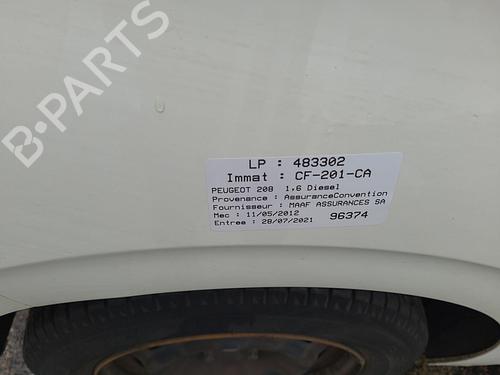 B-PARTS
LP : 483302
Immat : CF-201-CA
PEUGEOT 208 1.6 Diesel
Provenance : AssuranceConvention
Fournisseur : MAAF ASSURANCES SA
Mec : 11/05/2012 96374
Entree : 28/07/2021